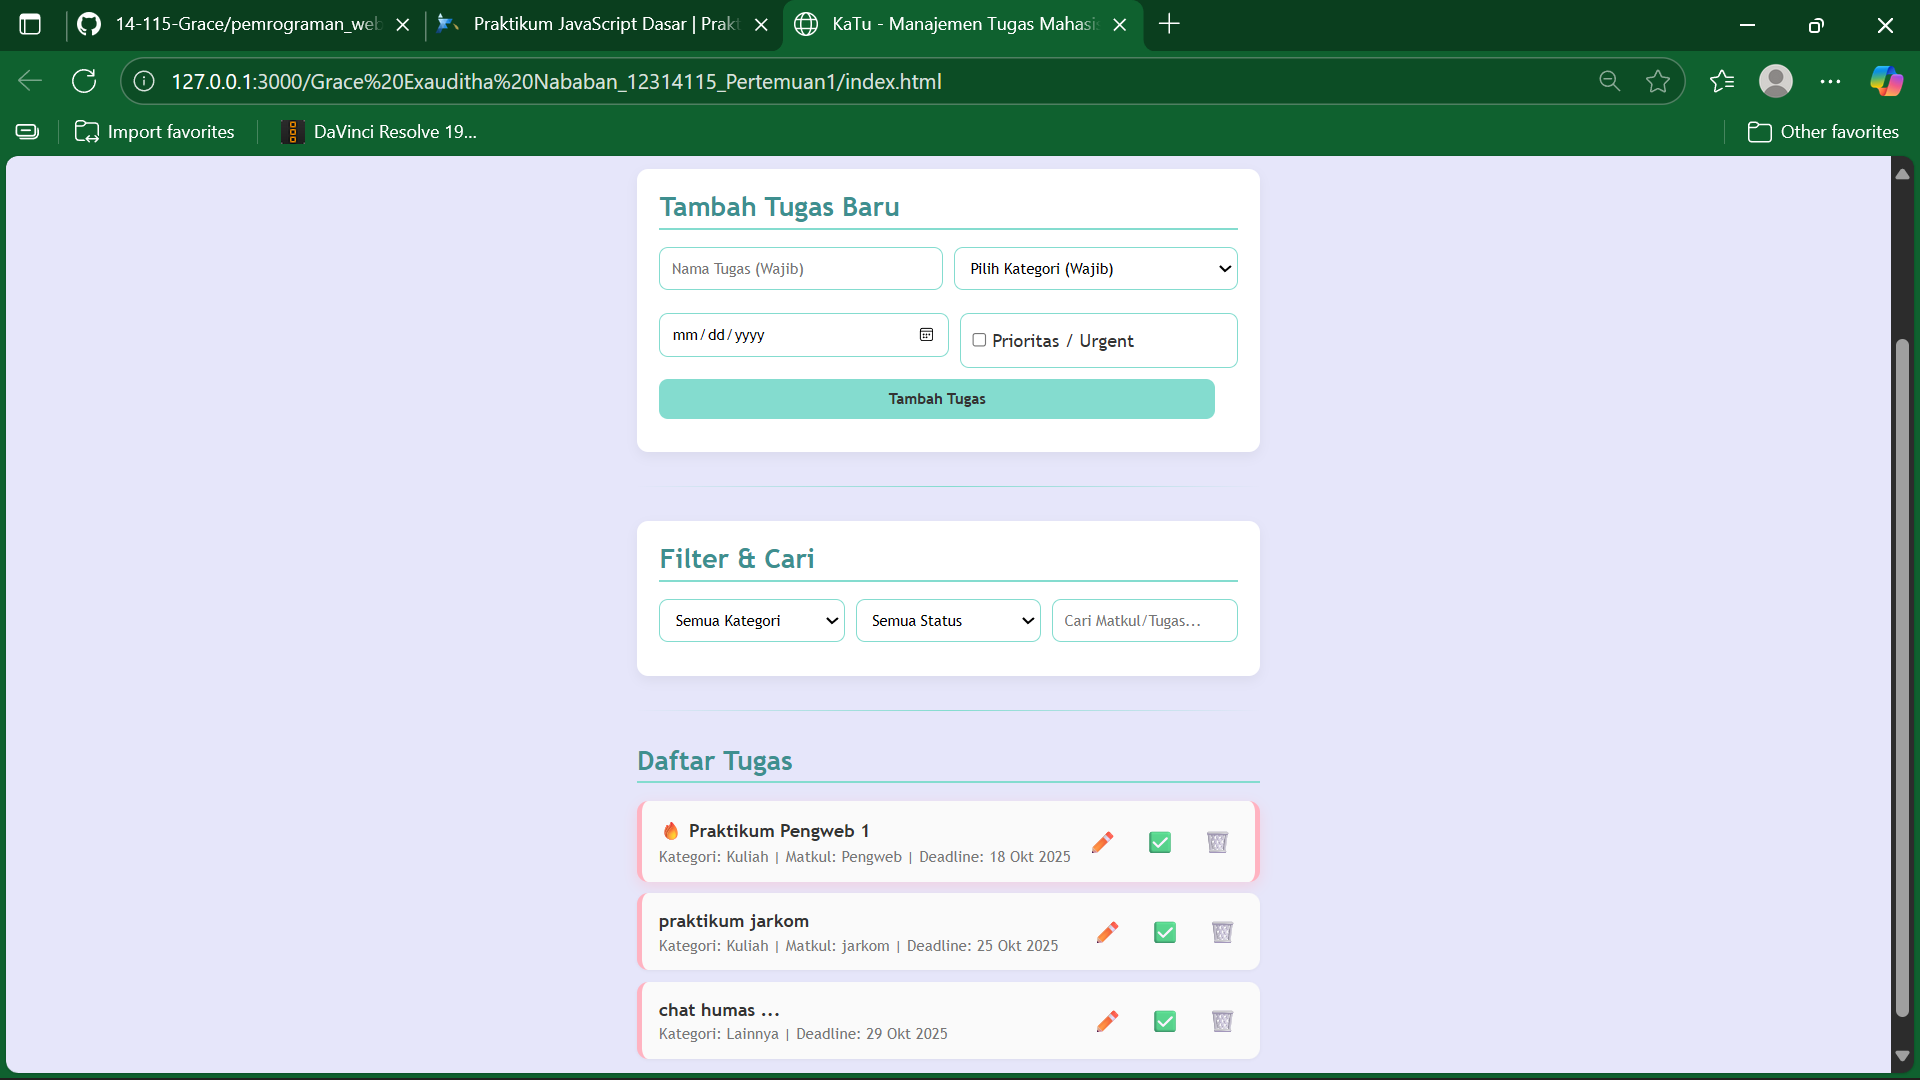 14-115-Grace/pemrograman_web
Praktikum JavaScript Dasar | Prakt
KaTu - Manajemen Tugas Mahasis
127.0.0.1:3000/Grace%20Exauditha%20Nababan_12314115_Pertemuan1/index.html
Import favorites
DaVinci Resolve 19...
Other favorites
Tambah Tugas Baru
Nama Tugas (Wajib)
Pilih Kategori (Wajib)
mm/dd/yyyy
Prioritas / Urgent
Tambah Tugas
Filter & Cari
Semua Kategori
Semua Status
Cari Matkul/Tugas...
Daftar Tugas
🔥 Praktikum Pengweb 1
Kategori: Kuliah | Matkul: Pengweb | Deadline: 18 Okt 2025
praktikum jarkom
Kategori: Kuliah | Matkul: jarkom | Deadline: 25 Okt 2025
chat humas ...
Kategori: Lainnya | Deadline: 29 Okt 2025